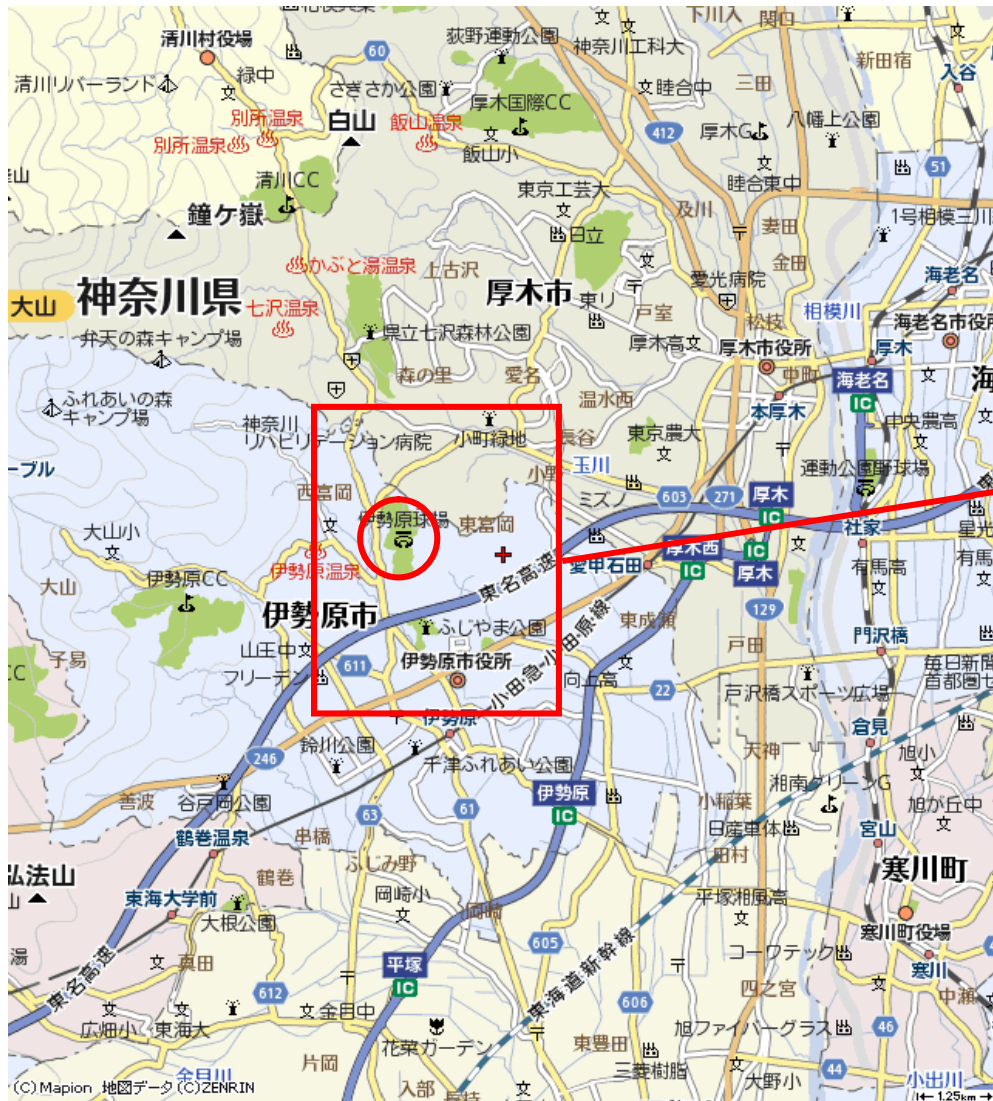 清川村役場
60
荻野運動公園
神奈川工科大
下川入
関口
新田宿
入谷
清川リバーランド
緑中
さぎさか公園
睦合中
三田
別所温泉
別所温泉
白山
飯山温泉
厚木国際CC
飯山小
412
厚木G
八幡上公園
51
清川CC
東京工芸大
睦合東中
鐘ケ嶽
及川
妻田
1号相模三川
日立
かぶと湯温泉
上古沢
金田
海老名
大山
神奈川県
七沢温泉
厚木市
東リ
戸室
愛光病院
相模川
松枝
海老名市役所
弁天の森キャンプ場
県立七沢森林公園
厚木高
厚木市役所
厚木
森の里
愛名
中町
海老名
IC
海
ふれあいの森
キャンプ場
温水西
本厚木
神奈川
リハビリテーション病院
小町緑地
長谷
東京農大
中央農高
ープル
小野
玉川
運動公園野球場
西富岡
ミズノ
603
271
厚木
IC
伊勢原球場
東富岡
社家
星光
大山小
伊勢原温泉
東名高速
愛甲石田
厚木西
IC
厚木
有馬高
有馬
大山
伊勢原CC
129
伊勢原市
ふじやま公園
小田急小田原線
東成瀬
戸田
門沢橋
子易
山王中
611
伊勢原市役所
CC
フリーデン
向上高
22
毎日新聞
首都圏セ
戸沢橋スポーツ広場
伊勢原
倉見
246
鈴川公園
千津ふれあい公園
天神
旭小
湘南グリーンG
善波
谷戸岡公園
伊勢原
IC
小稲葉
旭が丘中
63
61
鶴巻温泉
串橋
日産車体
宮山
ふじみ野
田村
弘法山
寒川町
鶴巻
岡崎小
東海大学前
平塚湘風高
大根公園
岡崎
寒川町役場
605
湯
真田
平塚
IC
コーワテック
寒川
東名高速
東海道新幹線
612
606
四之宮
中瀬
広畑小
東海大
金目中
旭ファイバーグラス
46
花菜ガーデン
東豊田
片岡
三菱樹脂
44
金目川
入部
大野小
小出川
(C)Mapion 地図データ(C)ZENRIN
1.25km